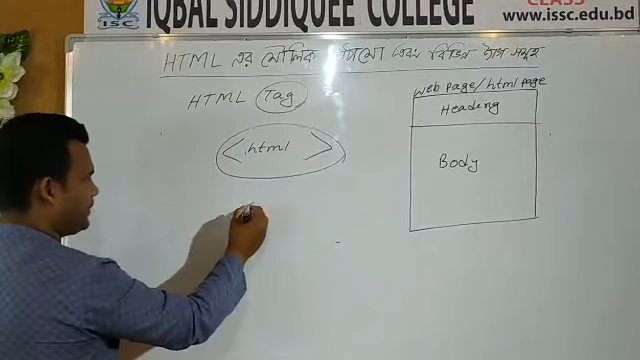 IQBAL SIDDIQUEE COLLEGE
CLASS
www.issc.edu.bd
ISC
HTML এর মৌলিক কাঠামো এবং বিভিন্ন ট্যাগ সমূহ
HTML Tag
web page/html page
Heading
<html>
Body